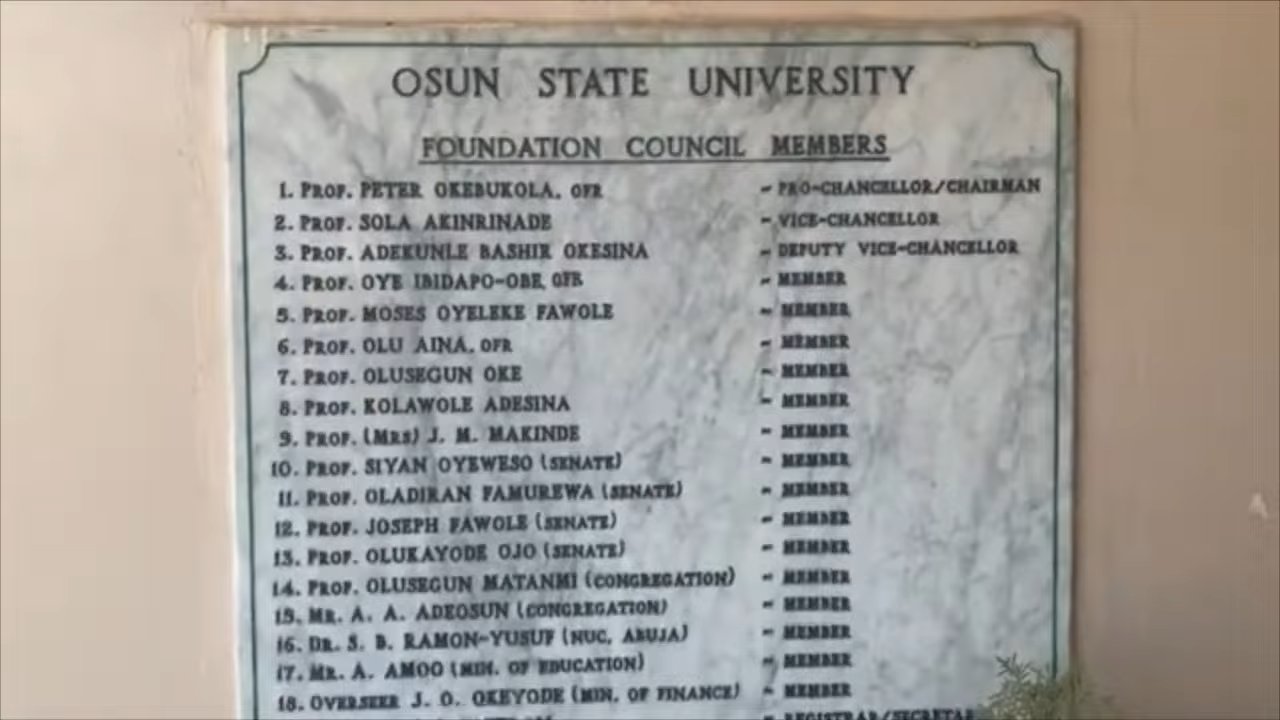 OSUN STATE UNIVERSITY
FOUNDATION COUNCIL MEMBERS
1. PROF. PETER OKEBUKOLA, OFR - PRO-CHANCELLOR/CHAIRMAN
2. PROF. SOLA AKINRINADE - VICE-CHANCELLOR
3. PROF. ADEKUNLE BASHIR OKESINA - DEPUTY VICE-CHANCELLOR
4. PROF. OYE IBIDAPO-OBE, OFR - MEMBER
5. PROF. MOSES OYELEKE FAWOLE - MEMBER
6. PROF. OLU AINA, OFR - MEMBER
7. PROF. OLUSEGUN OKE - MEMBER
8. PROF. KOLAWOLE ADESINA - MEMBER
9. PROF. (MRS) J. M. MAKINDE - MEMBER
10. PROF. SIYAN OYEWESO (SENATE) - MEMBER
11. PROF. OLADIRAN FAMUREWA (SENATE) - MEMBER
12. PROF. JOSEPH FAWOLE (SENATE) - MEMBER
13. PROF. OLUKAYODE OJO (SENATE) - MEMBER
14. PROF. OLUSEGUN MATANMI (CONGREGATION) - MEMBER
15. MR. A. A. ADEOSUN (CONGREGATION) - MEMBER
16. DR. S. B. RAMON-YUSUF (NUC, ABUJA) - MEMBER
17. MR. A. AMOO (MIN. OF EDUCATION) - MEMBER
18. OVERSEER J. O. OKEYODE (MIN. OF FINANCE) - MEMBER